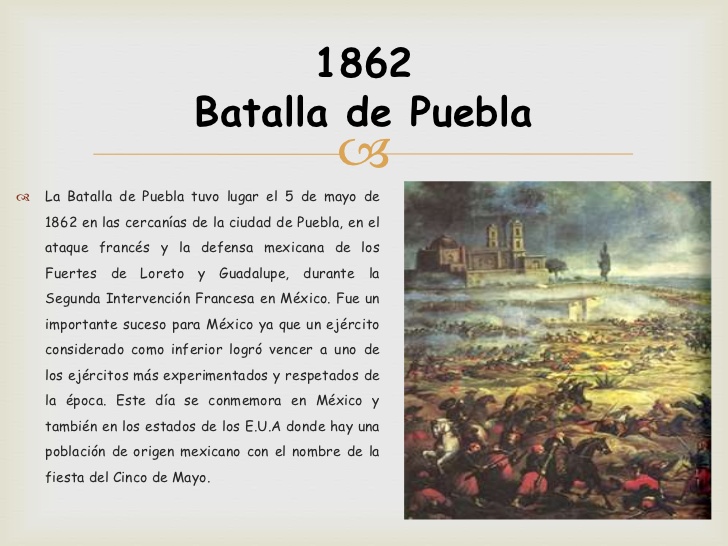 1862
Batalla de Puebla
La Batalla de Puebla tuvo lugar el 5 de mayo de
1862 en las cercanías de la ciudad de Puebla, en el
ataque francés y la defensa mexicana de los
Fuertes de Loreto y Guadalupe, durante la
Segunda Intervención Francesa en México. Fue un
importante suceso para México ya que un ejército
considerado como inferior logró vencer a uno de
los ejércitos más experimentados y respetados de
la época. Este día se conmemora en México y
también en los estados de los E.U.A donde hay una
población de origen mexicano con el nombre de la
fiesta del Cinco de Mayo.